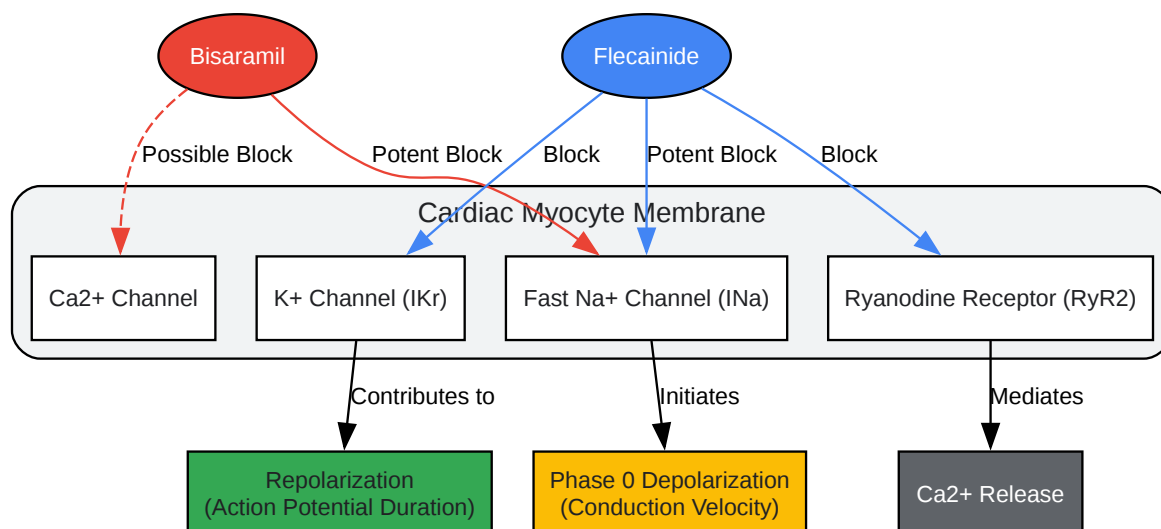 Bisaramil
Flecainide
Possible Block
Potent Block
Block
Potent Block
Block
Cardiac Myocyte Membrane
Ca2+ Channel
K+ Channel (IKr)
Fast Na+ Channel (INa)
Ryanodine Receptor (RyR2)
Contributes to
Initiates
Mediates
Repolarization
(Action Potential Duration)
Phase 0 Depolarization
(Conduction Velocity)
Ca2+ Release